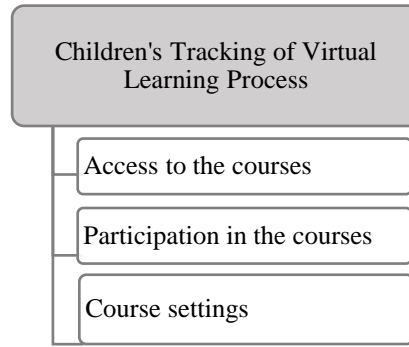 Children's Tracking of Virtual
Learning Process
Access to the courses
Participation in the courses
Course settings